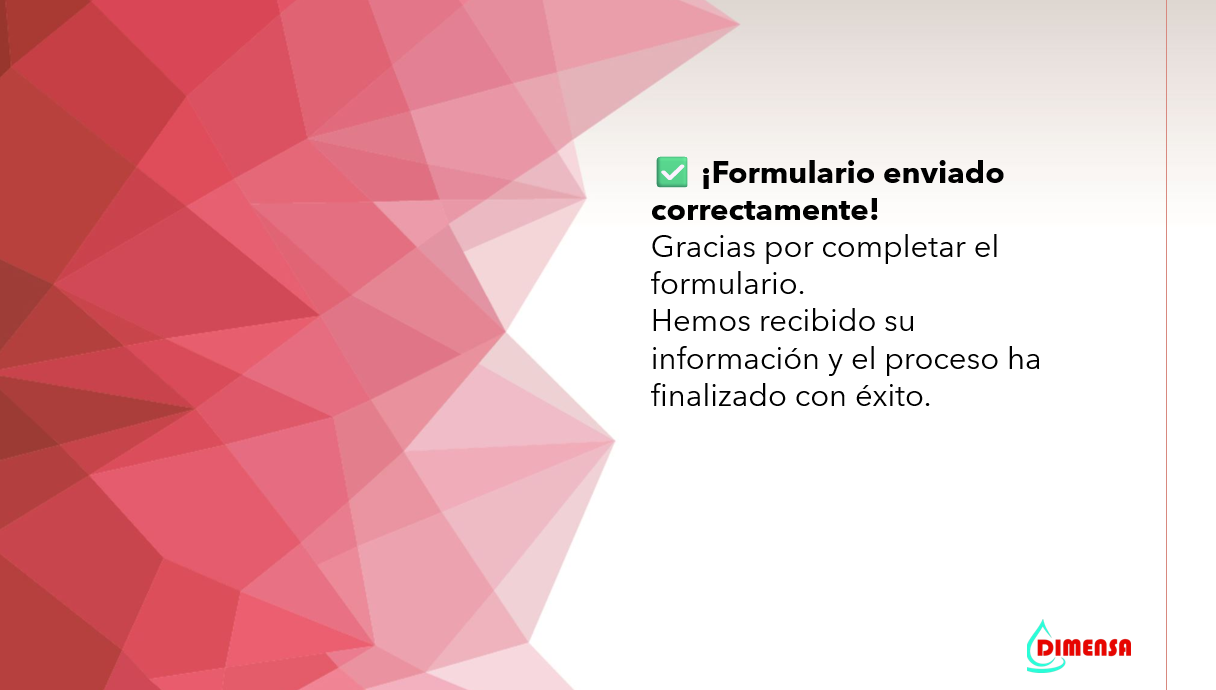 ✅ ¡Formulario enviado
correctamente!
Gracias por completar el
formulario.
Hemos recibido su
información y el proceso ha
finalizado con éxito.
DIMENSA